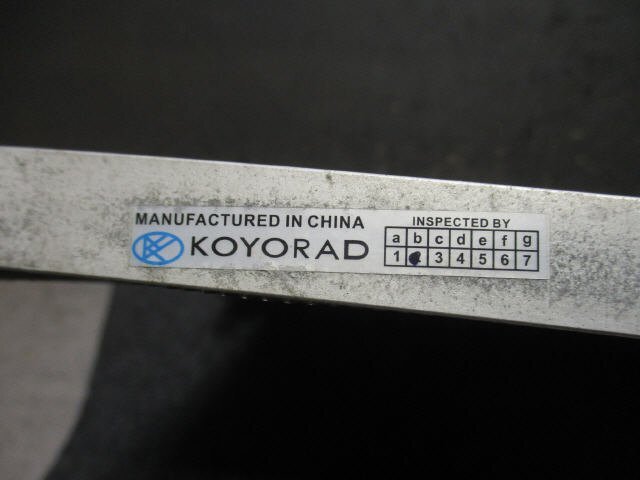 MANUFACTURED IN CHINA
KOYORAD
INSPECTED BY
a b c d e f g
1 3 4 5 6 7